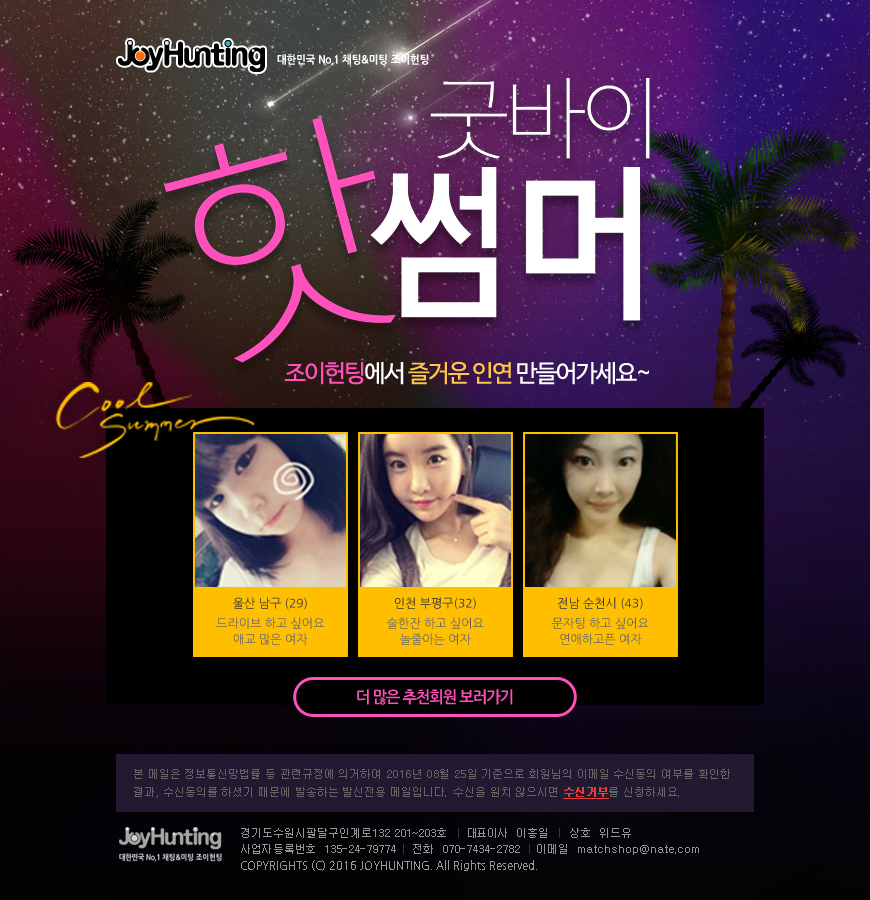 JoyHunting 대한민국 No,1 채팅&미팅 조이헌팅
굿바이
핫썸머
조이헌팅에서 즐거운 인연 만들어가세요~
Cool
Summer
울산 남구 (29)
드라이브 하고 싶어요
애교 많은 여자
인천 부평구(32)
술한잔 하고 싶어요
놀줄아는 여자
전남 순천시 (43)
문자팅 하고 싶어요
연애하고픈 여자
더 많은 추천회원 보러가기
본 메일은 정보통신망법률 등 관련규정에 의거하여 2016년 08월 25일 기준으로 회원님의 이메일 수신동의 여부를 확인한
결과, 수신동의를 하셨기 때문에 발송하는 발신전용 메일입니다. 수신을 원치 않으시면 수신거부를 신청하세요.
JoyHunting
대한민국 No,1 채팅&미팅 조이헌팅
경기도수원시팔달구인계로132 201~203호 | 대표이사 이홍일 | 상호 위드유
사업자등록번호 135-24-79774 | 전화 070-7434-2782 | 이메일 matchshop@nate.com
COPYRIGHTS (C) 2016 JOYHUNTING. All Rights Reserved.